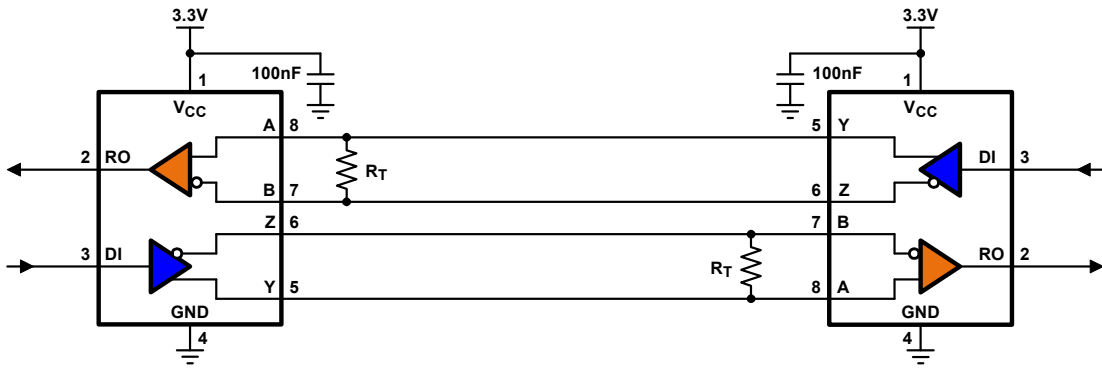 3.3V
3.3V
100nF
100nF
1
1
VCC
VCC
A 8
5 Y
2 RO
RT
DI 3
B 7
6 Z
Z 6
7 B
3 DI
RT
RO 2
Y 5
8 A
GND
GND
4
4